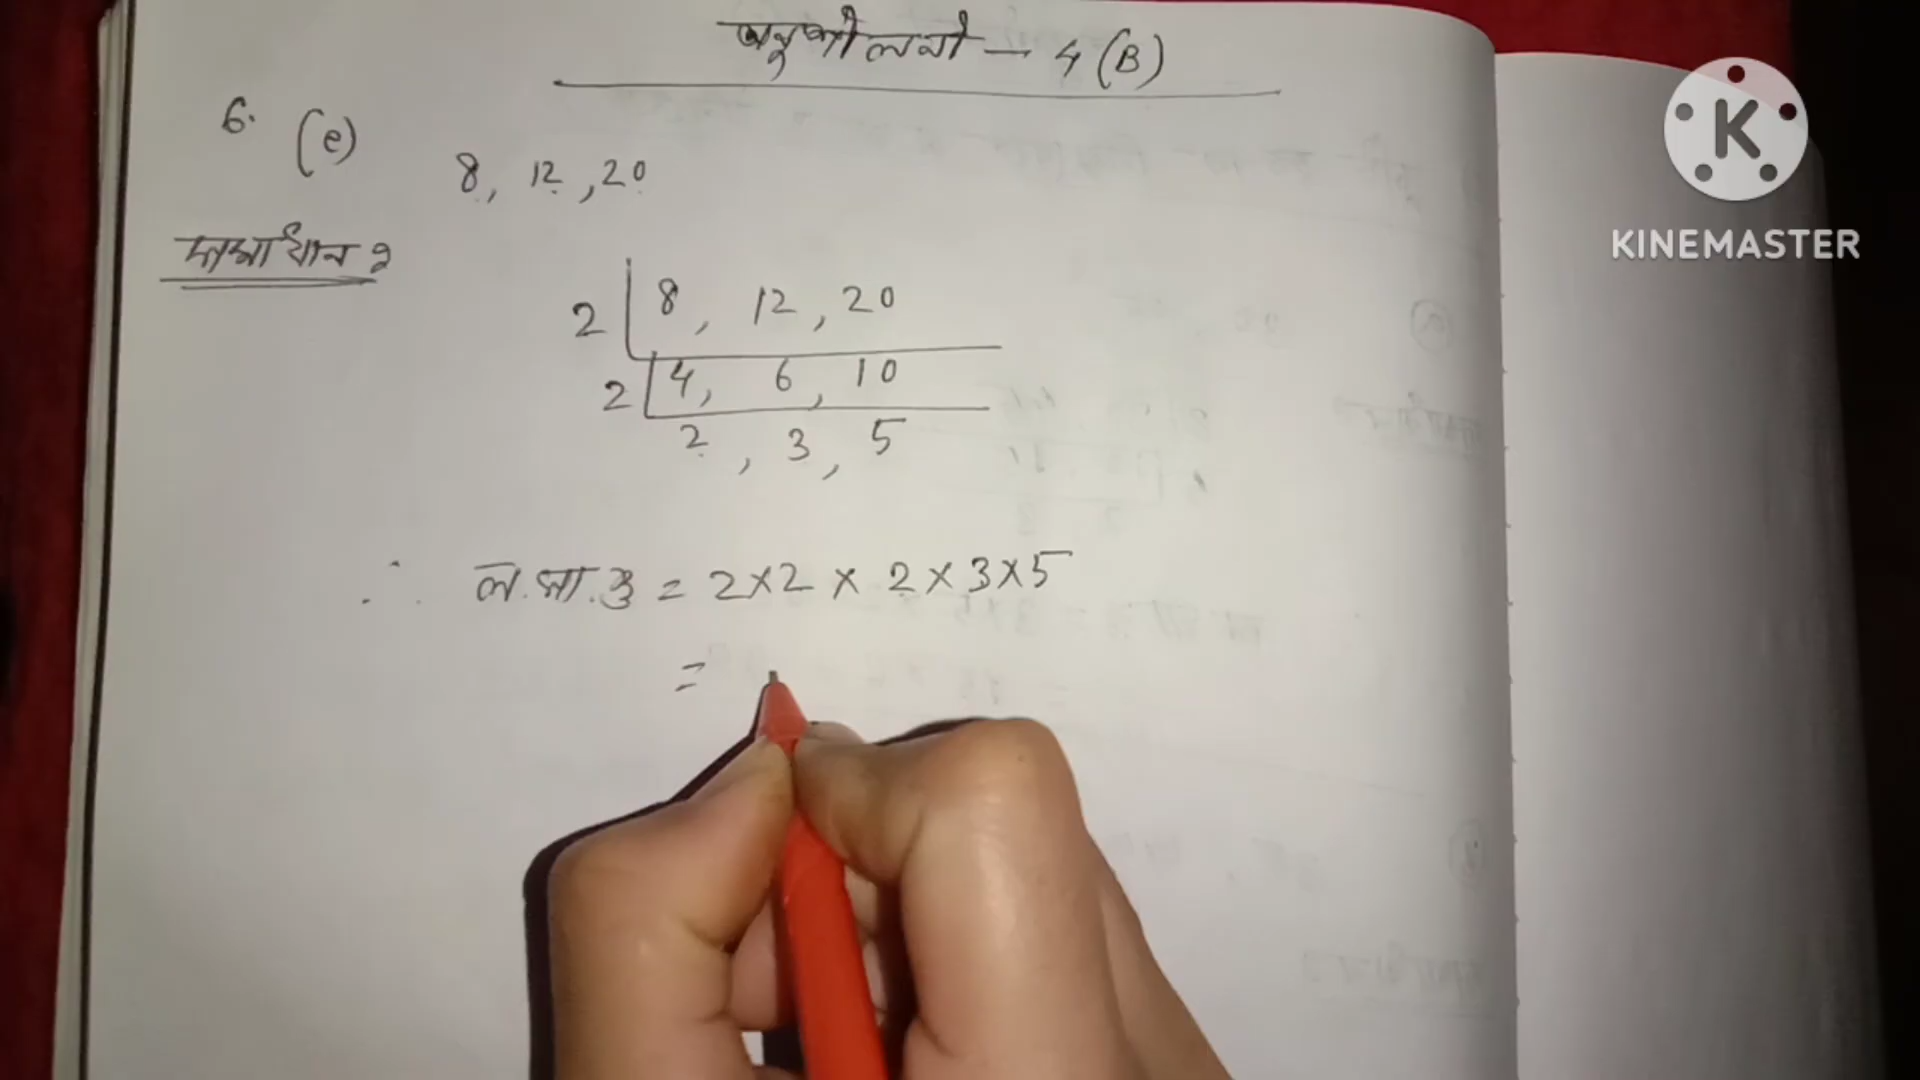 অনুশীলনী — 4 (B)
6. (e) 8, 12, 20
সমাধান ঃ
2 | 8, 12, 20
2 | 4, 6, 10
2, 3, 5
∴ ল.সা.গু = 2×2 × 2×3×5
=
K
KINEMASTER